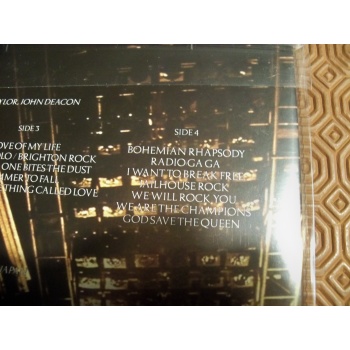 YLOR, JOHN DEACON
SIDE 3
OVE OF MY LIFE
OLO / BRIGHTON ROCK
ONE BITES THE DUST
MMER TO FALL
THING CALLED LOVE
SIDE 4
BOHEMIAN RHAPSODY
RADIO GA GA
I WANT TO BREAK FREE
JAILHOUSE ROCK
WE WILL ROCK YOU
WE ARE THE CHAMPIONS
GOD SAVE THE QUEEN